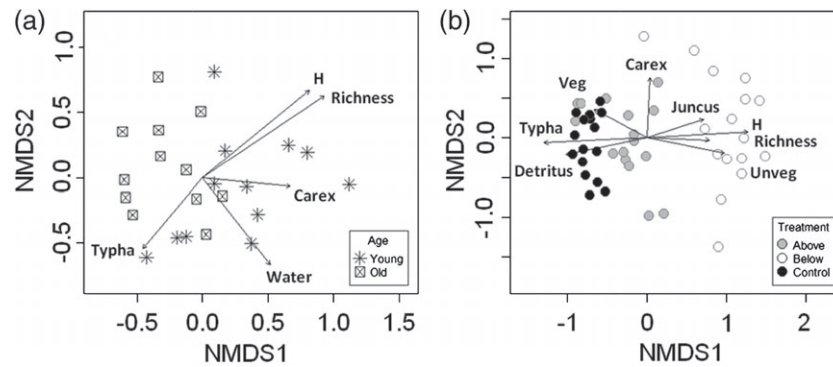 (a)
NMDS2
1.0
0.5
0.0
-0.5
H
Richness
Carex
Typha
Water
Age
Young
Old
-0.5 0.0 0.5 1.0 1.5
NMDS1
(b)
NMDS2
1.0
0.0
-1.0
Carex
Veg
Juncus
Typha
H
Richness
Detritus
Unveg
Treatment
Above
Below
Control
-1 0 1 2
NMDS1